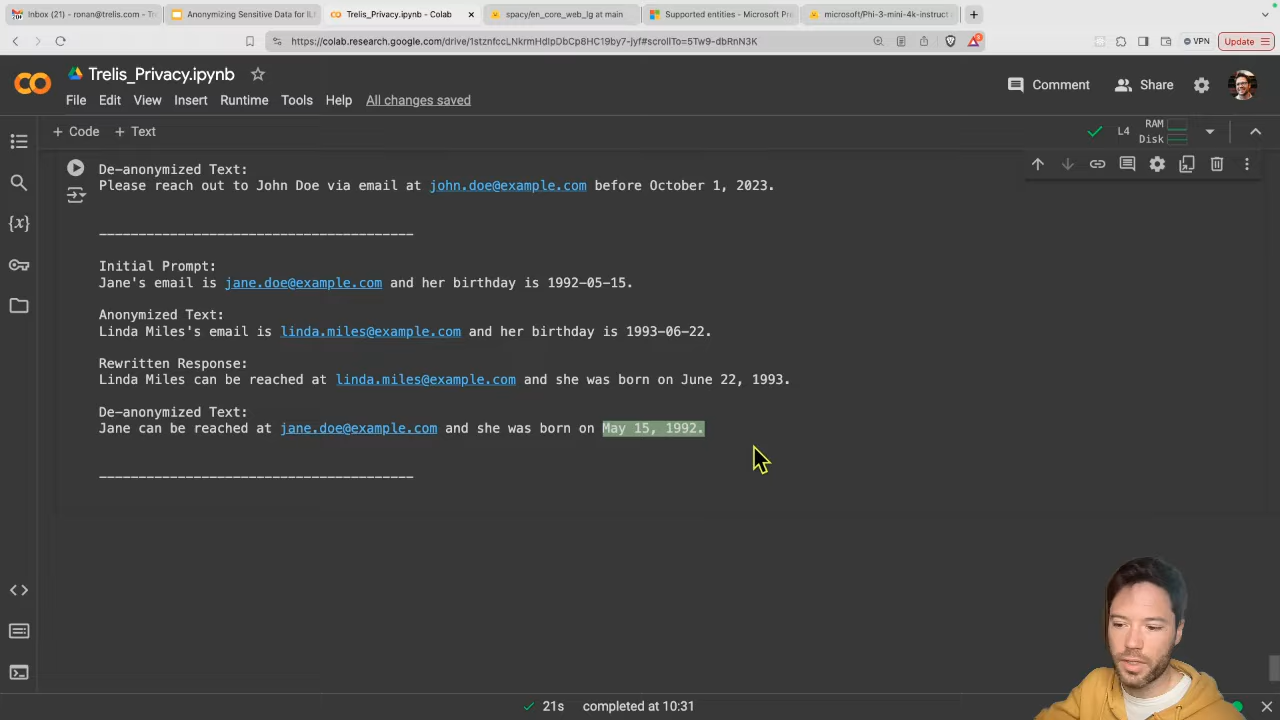 Inbox (21) – ronan@trelis.com – Tre
Anonymizing Sensitive Data for LL
Trelis_Privacy.ipynb - Colab
spacy/en_core_web_lg at main
Supported entities - Microsoft Pre
microsoft/Phi-3-mini-4k-instruct
https://colab.research.google.com/drive/1stznfccLNkrmHdlpDbCp8HC19by7-jyf#scrollTo=5Tw9-dbRnN3K
VPN
Update
CO
Trelis_Privacy.ipynb
File Edit View Insert Runtime Tools Help All changes saved
Comment
Share
+ Code + Text
L4
RAM
Disk
{x}
De-anonymized Text:
Please reach out to John Doe via email at john.doe@example.com before October 1, 2023.
________________________________________
Initial Prompt:
Jane's email is jane.doe@example.com and her birthday is 1992-05-15.
Anonymized Text:
Linda Miles's email is linda.miles@example.com and her birthday is 1993-06-22.
Rewritten Response:
Linda Miles can be reached at linda.miles@example.com and she was born on June 22, 1993.
De-anonymized Text:
Jane can be reached at jane.doe@example.com and she was born on May 15, 1992.
________________________________________
21s completed at 10:31